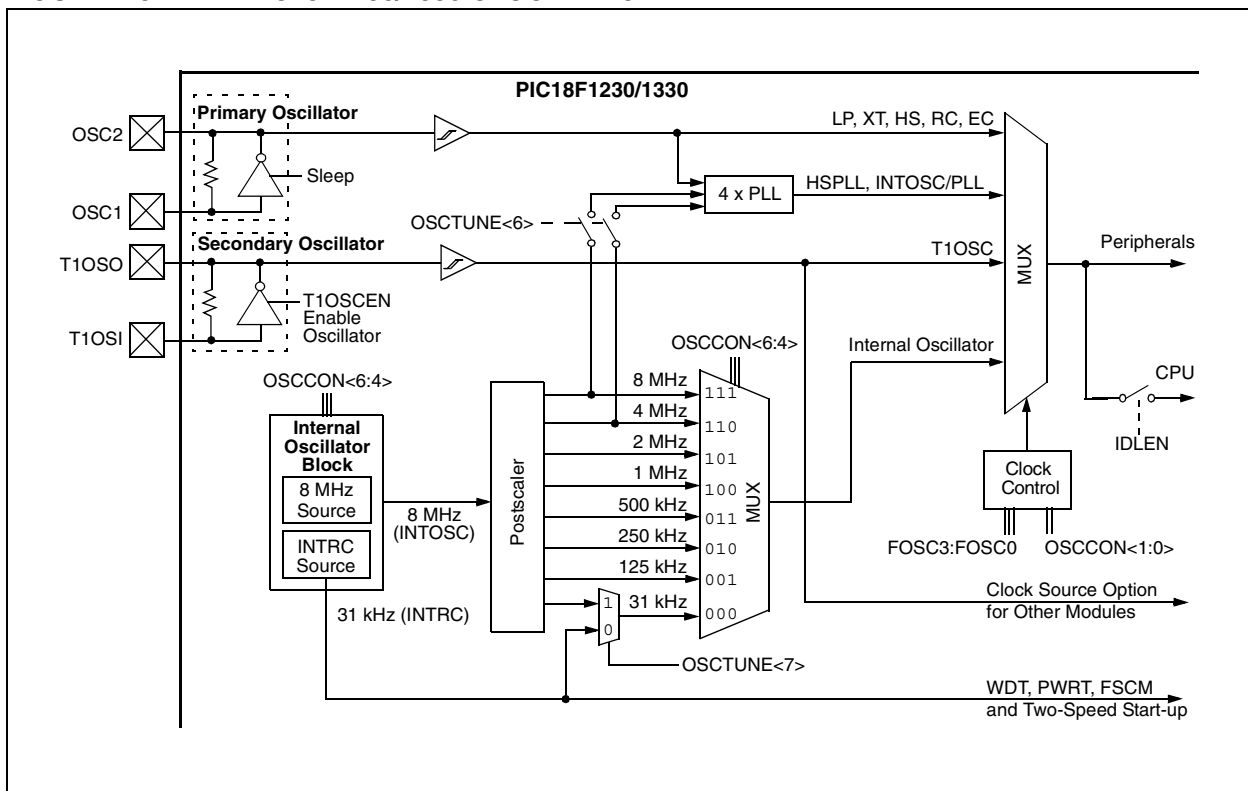 PIC18F1230/1330
Primary Oscillator
OSC2
Sleep
OSC1
LP, XT, HS, RC, EC
4 x PLL
HSPLL, INTOSC/PLL
OSCTUNE<6>
Secondary Oscillator
T1OSO
T1OSCEN
Enable
Oscillator
T1OSI
T1OSC
MUX
Peripherals
Internal Oscillator
CPU
IDLEN
Clock
Control
FOSC3:FOSC0
OSCCON<1:0>
OSCCON<6:4>
Internal
Oscillator
Block
8 MHz
Source
INTRC
Source
8 MHz
(INTOSC)
31 kHz (INTRC)
Postscaler
OSCCON<6:4>
8 MHz
111
4 MHz
110
2 MHz
101
1 MHz
100
500 kHz
011
250 kHz
010
125 kHz
001
31 kHz
000
MUX
1
0
OSCTUNE<7>
Clock Source Option
for Other Modules
WDT, PWRT, FSCM
and Two-Speed Start-up